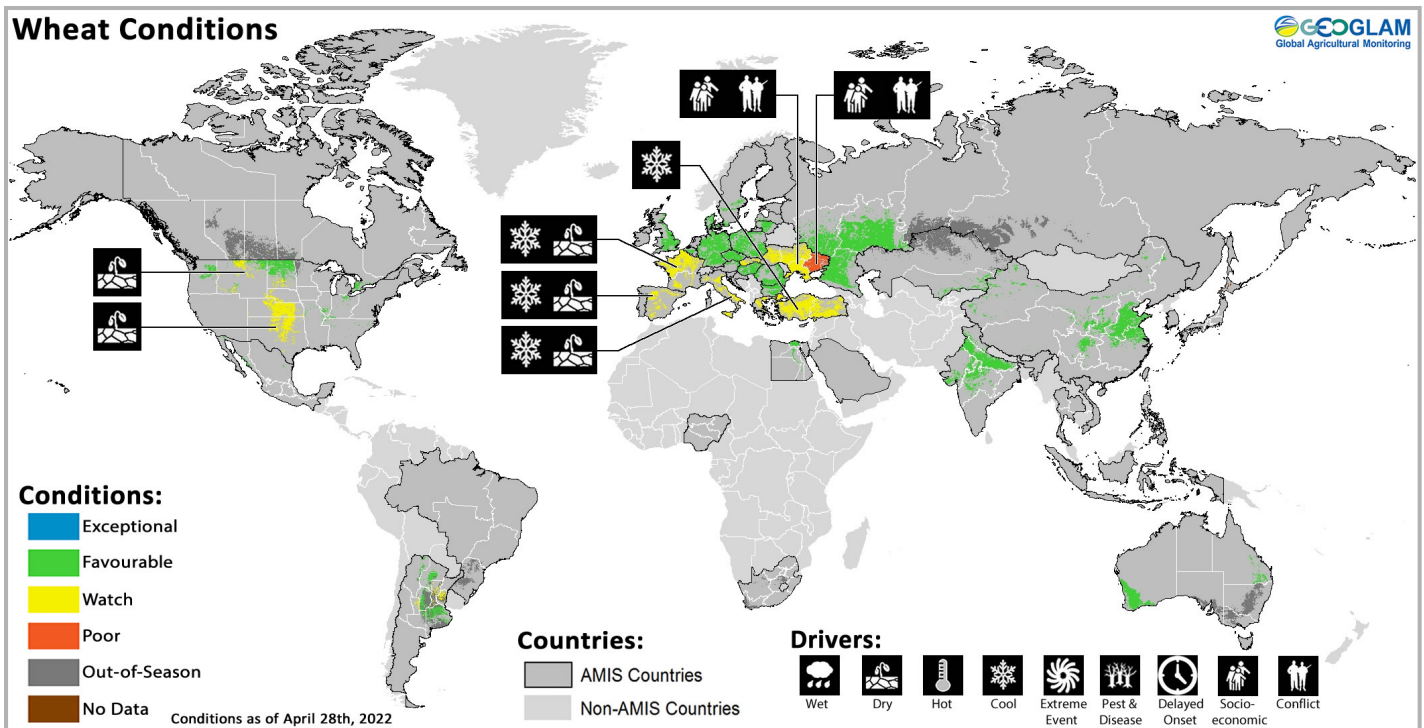 Wheat Conditions
GEOGLAM
Global Agricultural Monitoring
Conditions:
Exceptional
Favourable
Watch
Poor
Out-of-Season
No Data
Conditions as of April 28th, 2022
Countries:
AMIS Countries
Non-AMIS Countries
Drivers:
Wet
Dry
Hot
Cool
Extreme
Event
Pest &
Disease
Delayed
Onset
Socio-
economic
Conflict